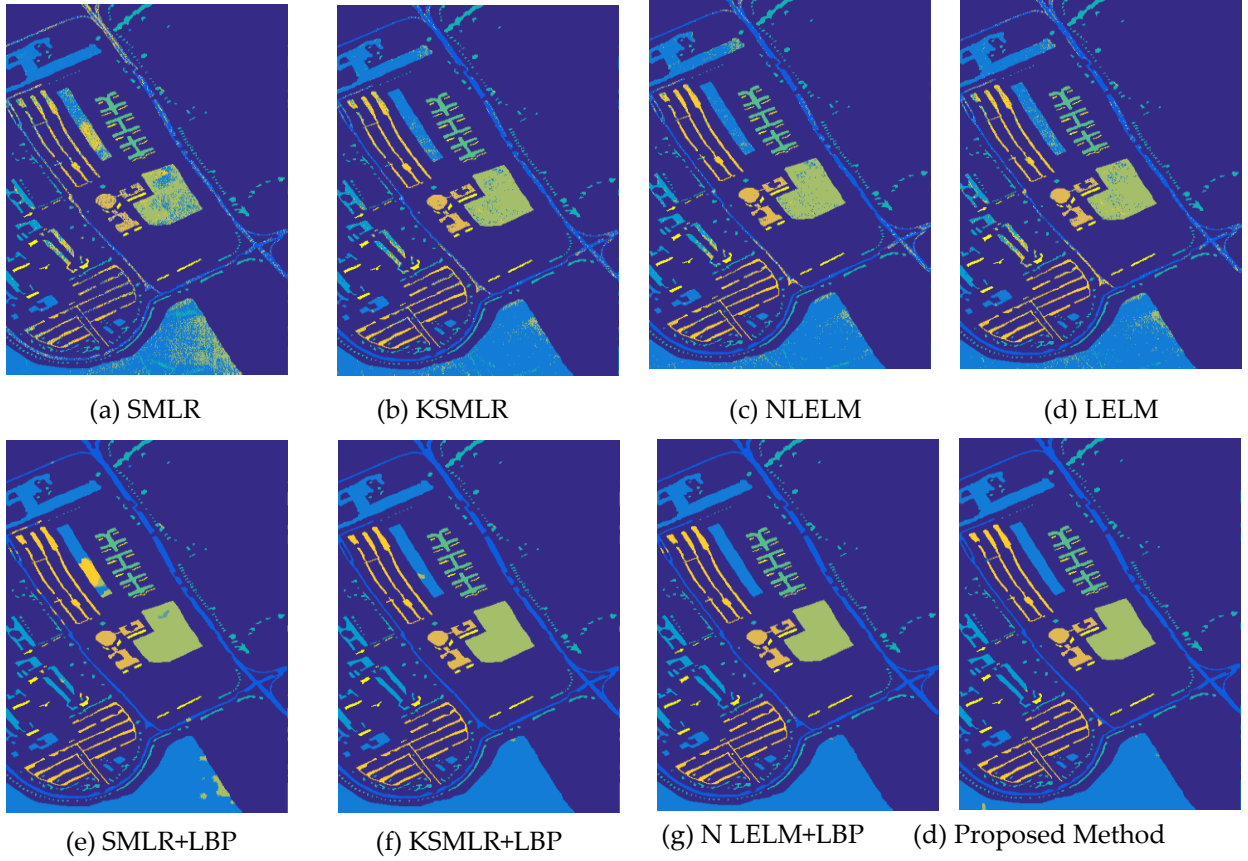 (a) SMLR (b) KSMLR (c) NLELM (d) LELM
(e) SMLR+LBP (f) KSMLR+LBP (g) N LELM+LBP (d) Proposed Method